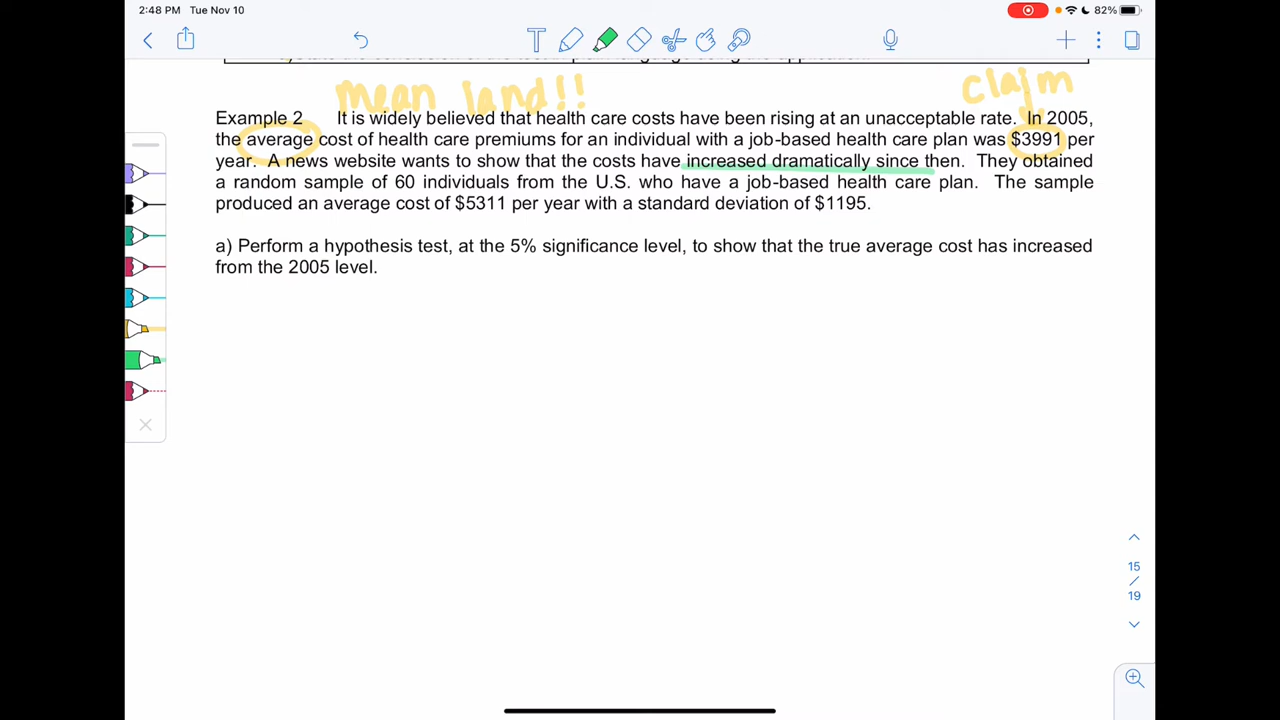 2:48 PM Tue Nov 10
82%
T
mean land!! claim
Example 2 It is widely believed that health care costs have been rising at an unacceptable rate. In 2005,
the average cost of health care premiums for an individual with a job-based health care plan was $3991 per
year. A news website wants to show that the costs have increased dramatically since then. They obtained
a random sample of 60 individuals from the U.S. who have a job-based health care plan. The sample
produced an average cost of $5311 per year with a standard deviation of $1195.
a) Perform a hypothesis test, at the 5% significance level, to show that the true average cost has increased
from the 2005 level.
15
/
19